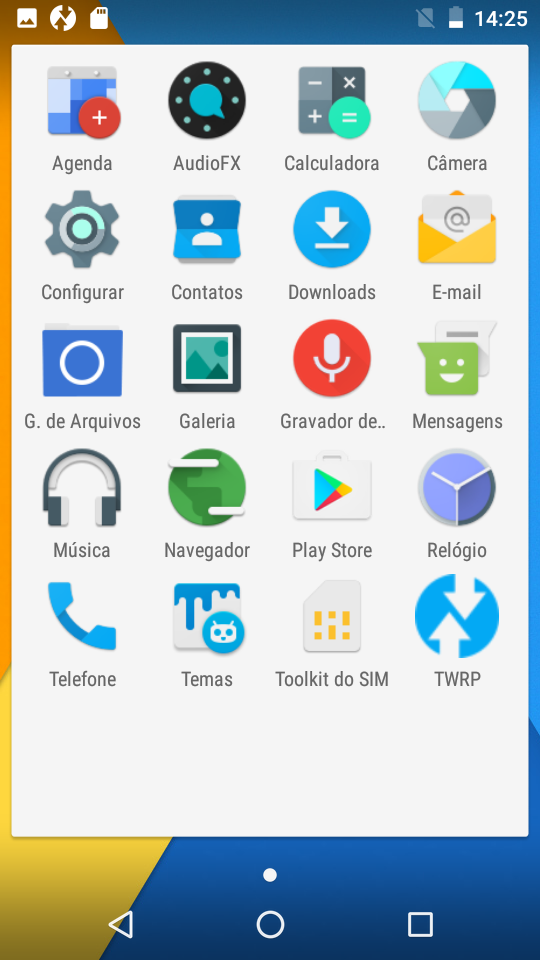 14:25
Agenda AudioFX Calculadora Câmera
Configurar Contatos Downloads E-mail
G. de Arquivos Galeria Gravador de.. Mensagens
Música Navegador Play Store Relógio
Telefone Temas Toolkit do SIM TWRP